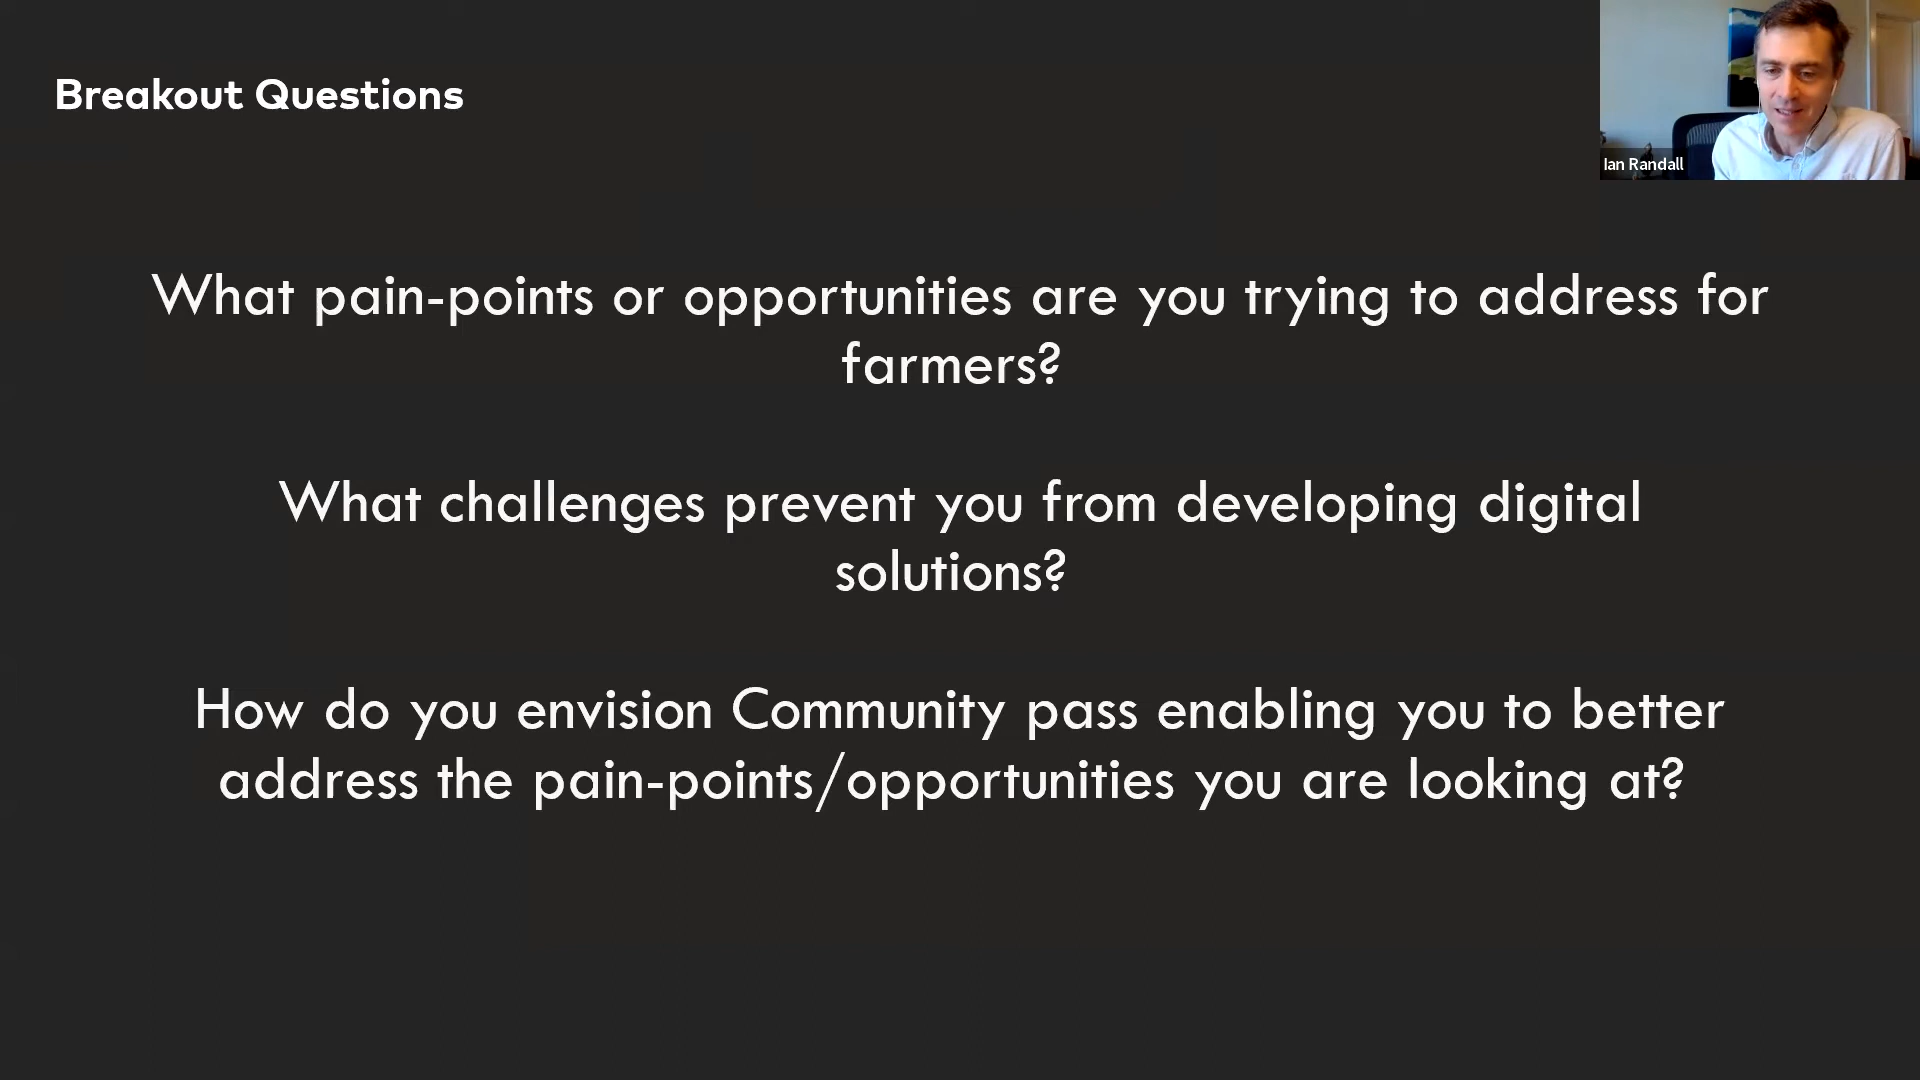 Breakout Questions
Ian Randall
What pain-points or opportunities are you trying to address for
farmers?
What challenges prevent you from developing digital
solutions?
How do you envision Community pass enabling you to better
address the pain-points/opportunities you are looking at?